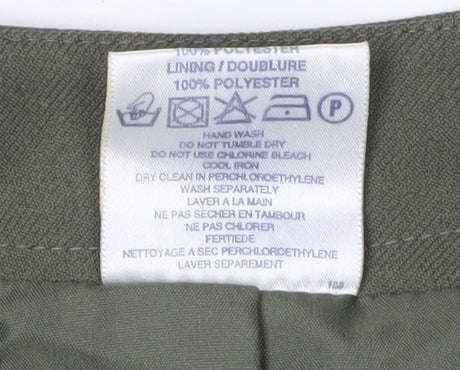 100% POLYESTER
LINING / DOUBLURE
100% POLYESTER
P
HAND WASH
DO NOT TUMBLE DRY
DO NOT USE CHLORINE BLEACH
COOL IRON
DRY CLEAN IN PERCHLOROETHYLENE
WASH SEPARATELY
LAVER A LA MAIN
NE PAS SECHER EN TAMBOUR
NE PAS CHLORER
FERTIEDE
NETTOYAGE A SEC PERCHLOROETHYLENE
LAVER SEPAREMENT